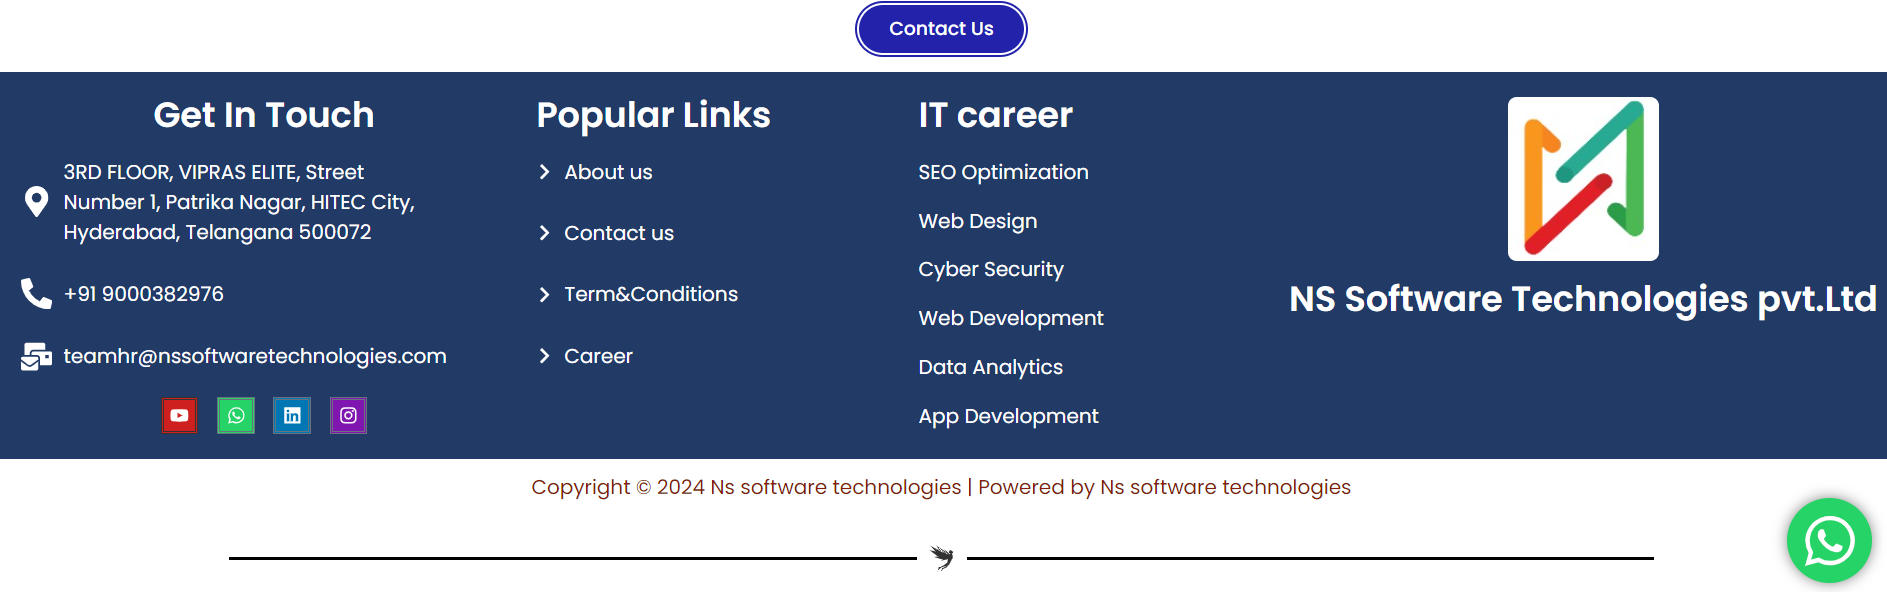 Contact Us
Get In Touch
3RD FLOOR, VIPRAS ELITE, Street
Number 1, Patrika Nagar, HITEC City,
Hyderabad, Telangana 500072
+91 9000382976
teamhr@nssoftwaretechnologies.com
Popular Links
About us
Contact us
Term&Conditions
Career
IT career
SEO Optimization
Web Design
Cyber Security
Web Development
Data Analytics
App Development
NS Software Technologies pvt.Ltd
Copyright © 2024 Ns software technologies | Powered by Ns software technologies